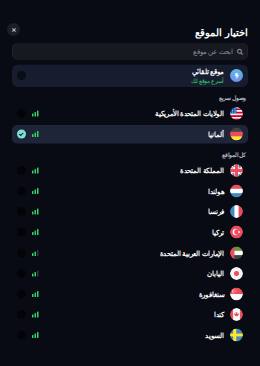 اختيار الموقع
ابحث عن موقع
موقع تلقائي
أسرع موقع لك
وصول سريع
الولايات المتحدة الأمريكية
ألمانيا
كل المواقع
المملكة المتحدة
هولندا
فرنسا
تركيا
الإمارات العربية المتحدة
اليابان
سنغافورة
كندا
السويد